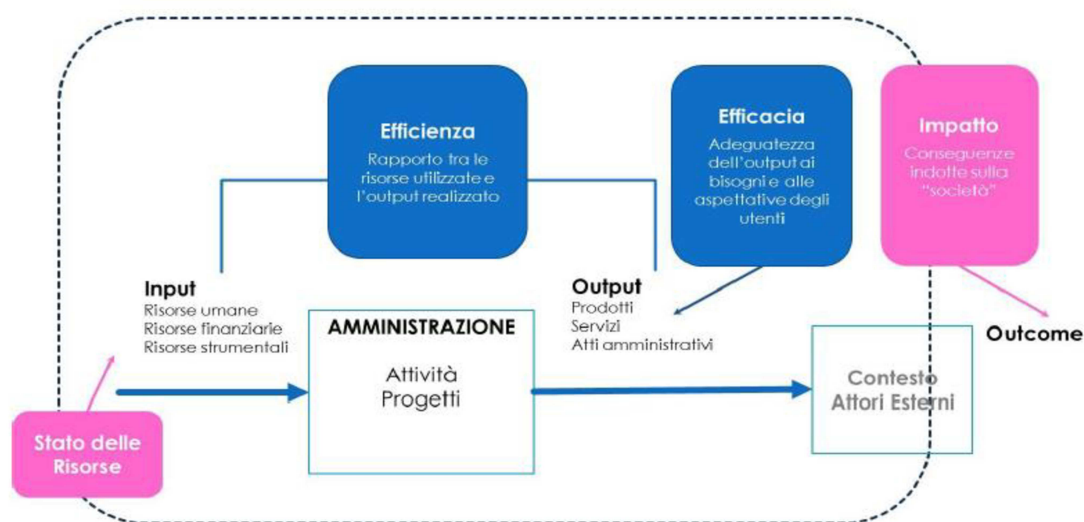 Efficienza
Rapporto tra le
risorse utilizzate e
l'output realizzato
Efficacia
Adeguatezza
dell'output ai
bisogni e alle
aspettative degli
utenti
Impatto
Conseguenze
indotte sulla
"società"
Input
Risorse umane
Risorse finanziarie
Risorse strumentali
AMMINISTRAZIONE
Attività
Progetti
Output
Prodotti
Servizi
Atti amministrativi
Outcome
Contesto
Attori Esterni
Stato delle
Risorse